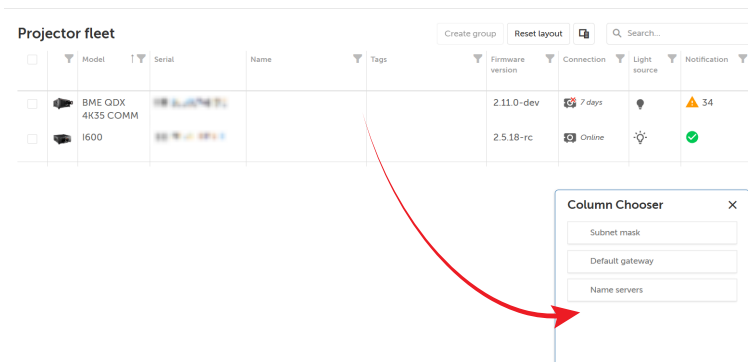 Projector fleet
Create group
Reset layout
Search...
Model
Serial
Name
Tags
Firmware
version
Connection
Light
source
Notification
BME QDX
4K35 COMM
2.11.0-dev
7 days
34
I600
2.5.18-rc
Online
Column Chooser
Subnet mask
Default gateway
Name servers